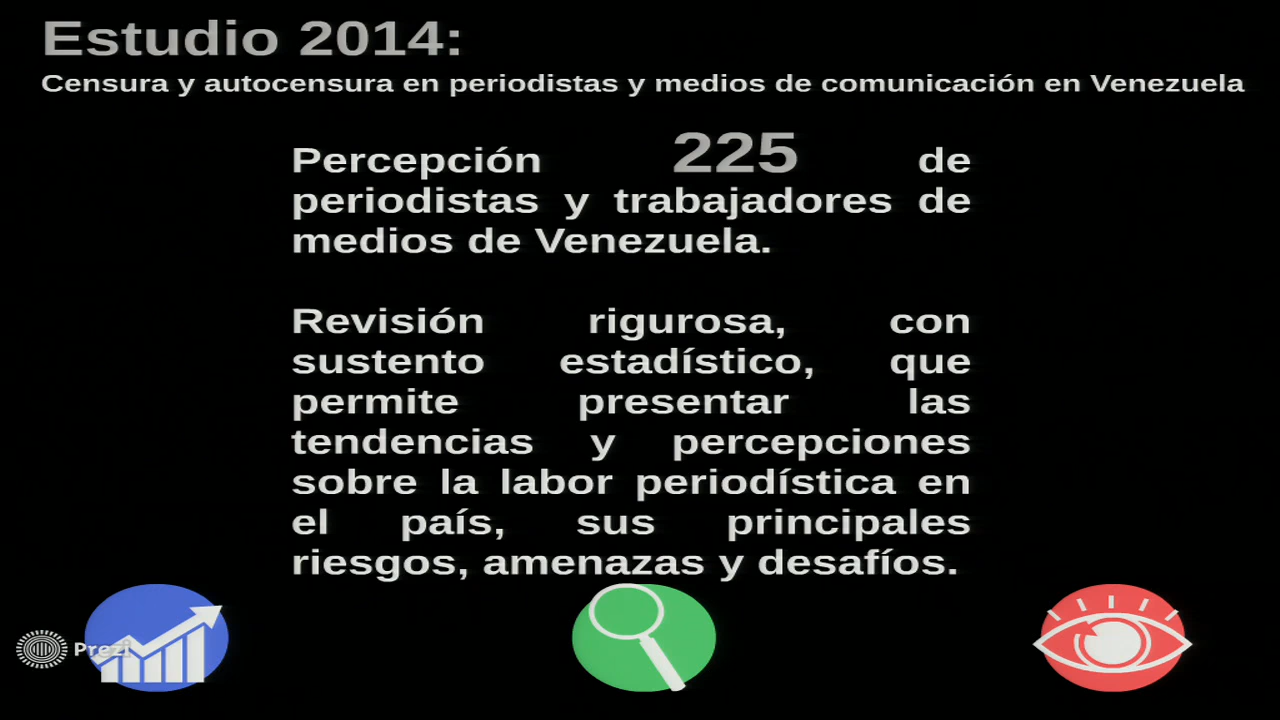 Estudio 2014:
Censura y autocensura en periodistas y medios de comunicación en Venezuela
Percepción 225 de
periodistas y trabajadores de
medios de Venezuela.
Revisión rigurosa, con
sustento estadístico, que
permite presentar las
tendencias y percepciones
sobre la labor periodística en
el país, sus principales
riesgos, amenazas y desafíos.
Prezi